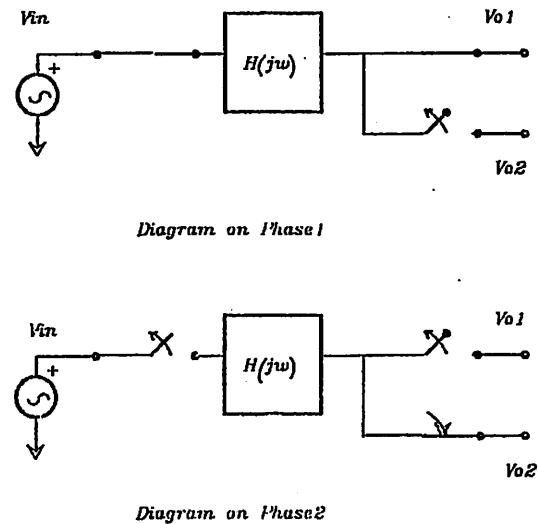 Vin
Vo1
H(jw)
+
Vo2
Diagram on Phase1
Vin
Vo1
H(jw)
+
Vo2
Diagram on Phase2